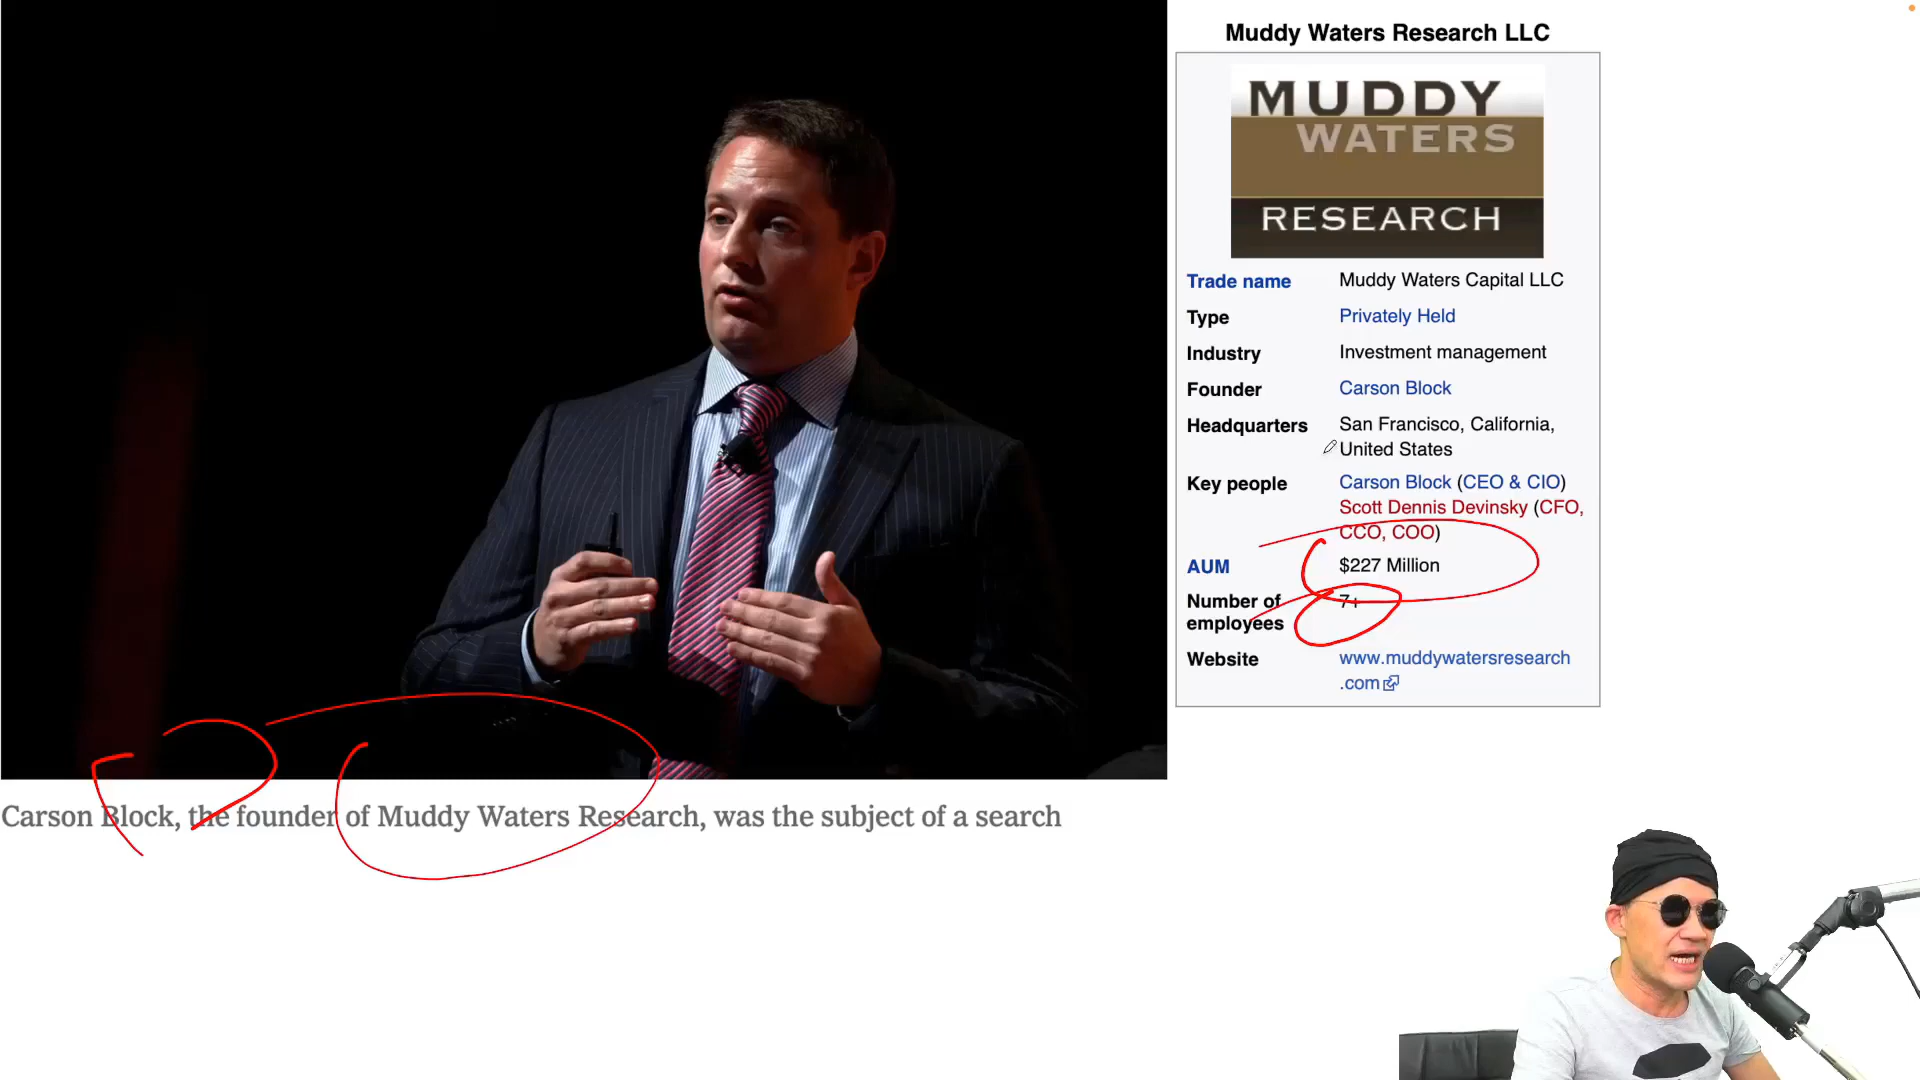 Muddy Waters Research LLC
MUDDY
WATERS
RESEARCH
Trade name Muddy Waters Capital LLC
Type Privately Held
Industry Investment management
Founder Carson Block
Headquarters San Francisco, California,
United States
Key people Carson Block (CEO & CIO)
Scott Dennis Devinsky (CFO,
CCO, COO)
AUM $227 Million
Number of 7+
employees
Website www.muddywatersresearch
.com
Carson Block, the founder of Muddy Waters Research, was the subject of a search